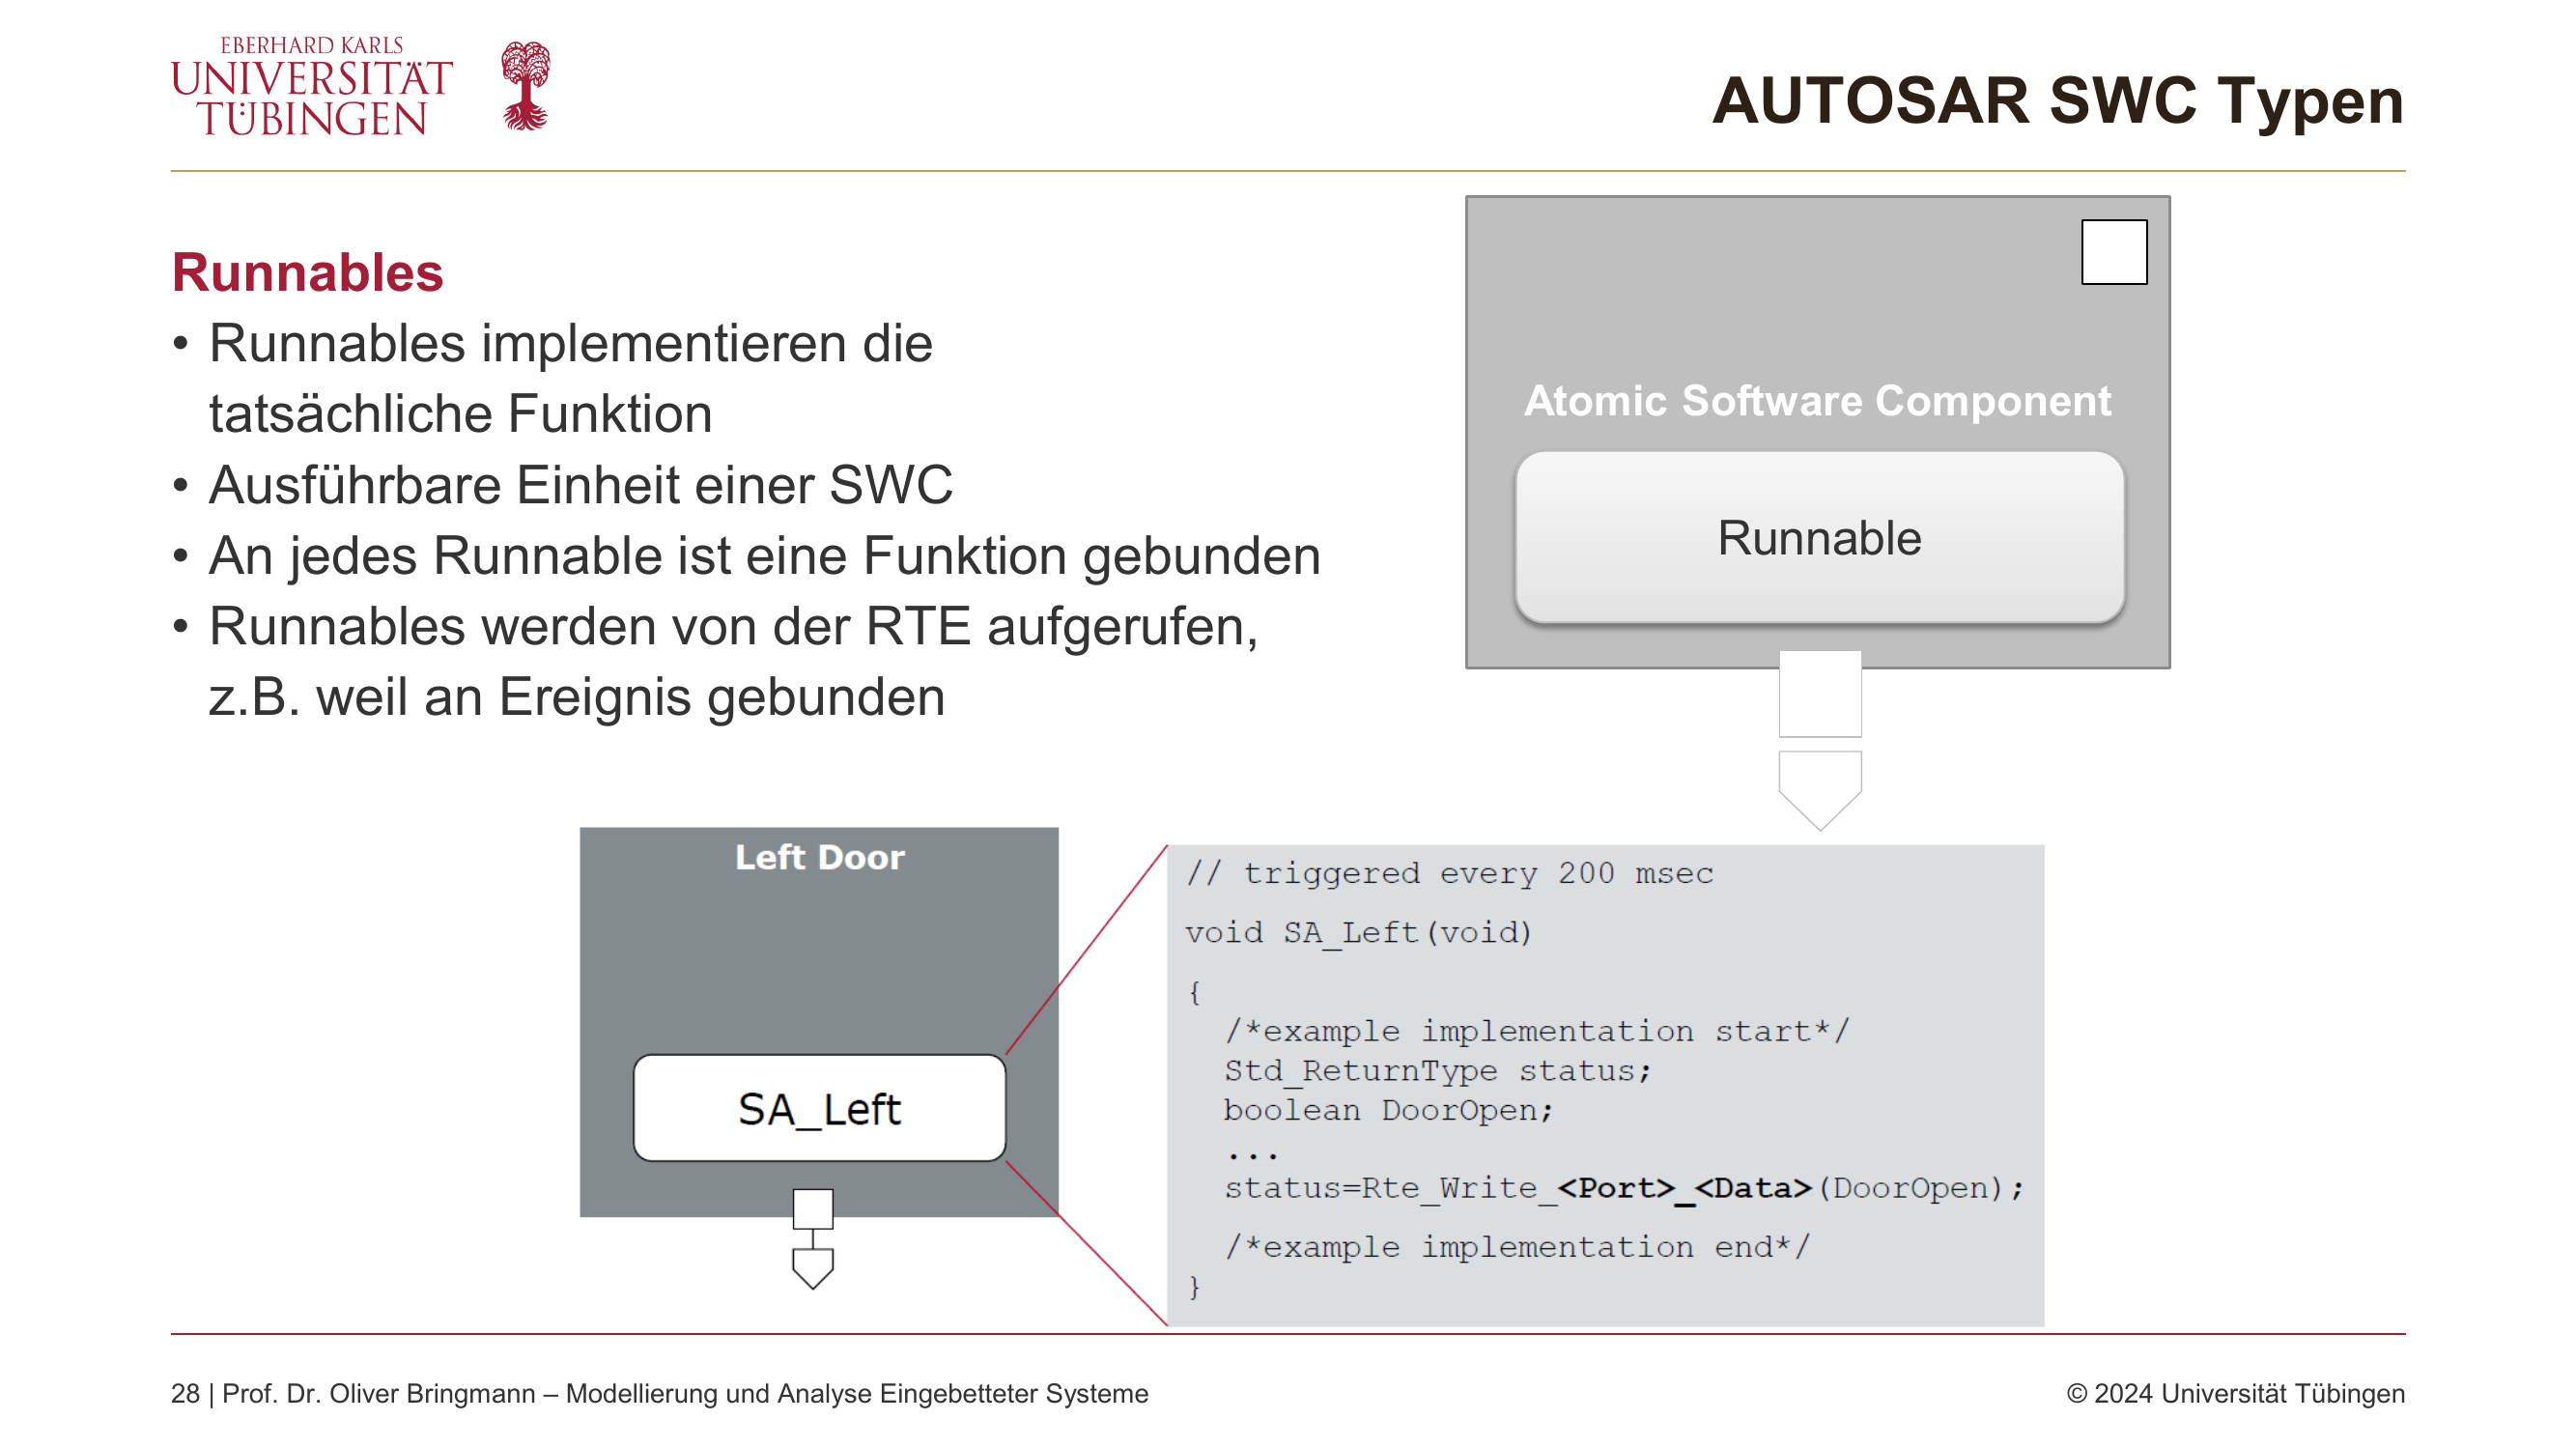 EBERHARD KARLS
UNIVERSITÄT
TÜBINGEN
AUTOSAR SWC Typen
Runnables
• Runnables implementieren die
tatsächliche Funktion
• Ausführbare Einheit einer SWC
• An jedes Runnable ist eine Funktion gebunden
• Runnables werden von der RTE aufgerufen,
z.B. weil an Ereignis gebunden
Atomic Software Component
Runnable
Left Door
SA_Left
// triggered every 200 msec
void SA_Left(void)
{
/*example implementation start*/
Std_ReturnType status;
boolean DoorOpen;
...
status=Rte_Write_<Port>_<Data>(DoorOpen);
/*example implementation end*/
}
28 | Prof. Dr. Oliver Bringmann – Modellierung und Analyse Eingebetteter Systeme
© 2024 Universität Tübingen